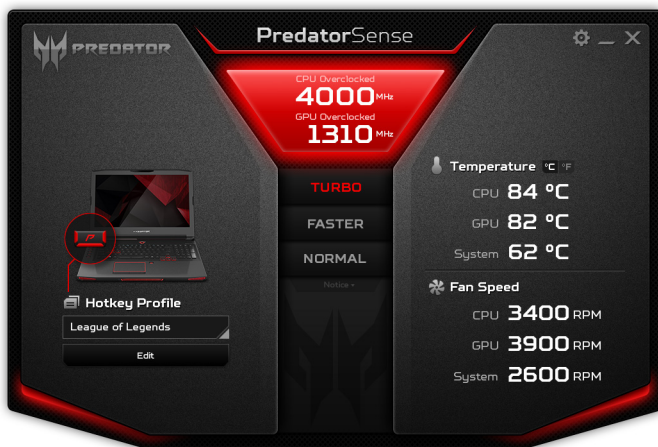 PREDATOR
PredatorSense
CPU Overclocked
4000 MHz
GPU Overclocked
1310 MHz
TURBO
FASTER
NORMAL
Notice
Hotkey Profile
League of Legends
Edit
Temperature °C °F
CPU 84 °C
GPU 82 °C
System 62 °C
Fan Speed
CPU 3400 RPM
GPU 3900 RPM
System 2600 RPM